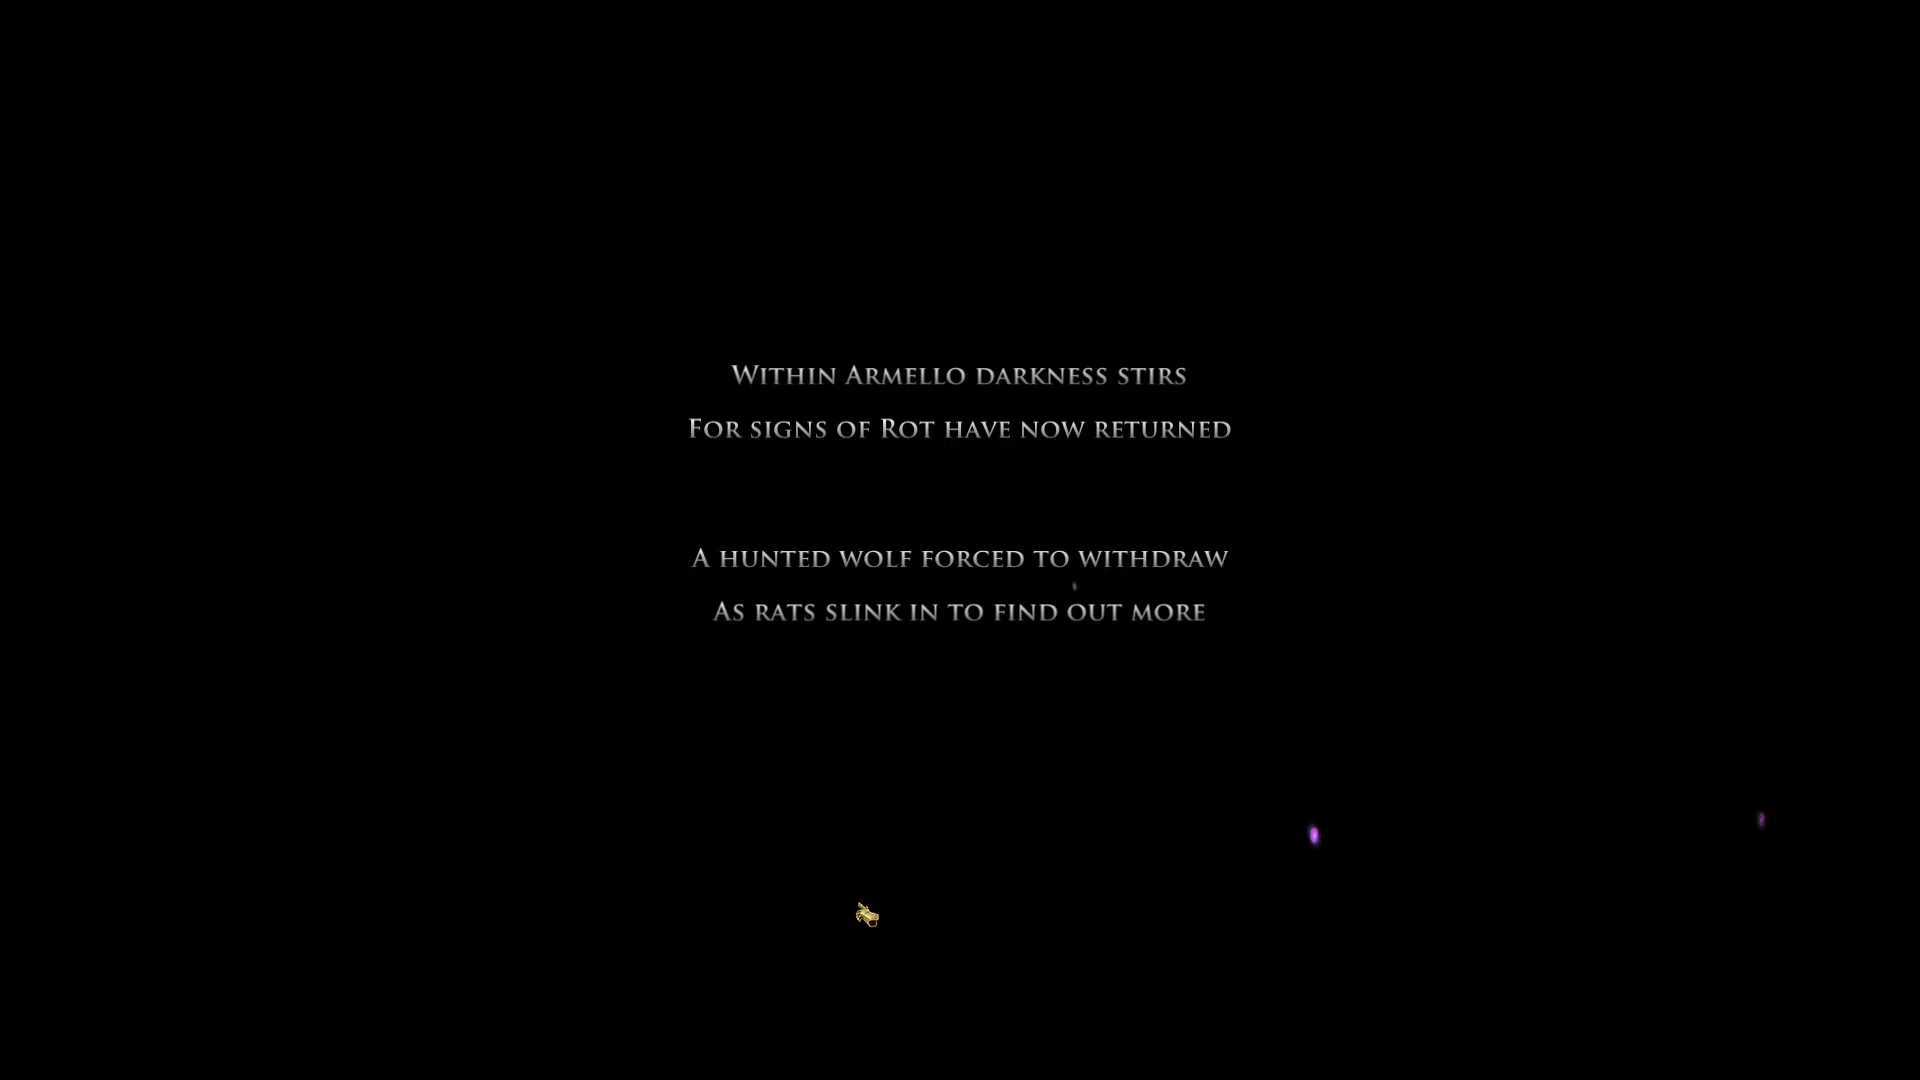 Within Armello darkness stirs
For signs of Rot have now returned
A hunted wolf forced to withdraw
As rats slink in to find out more